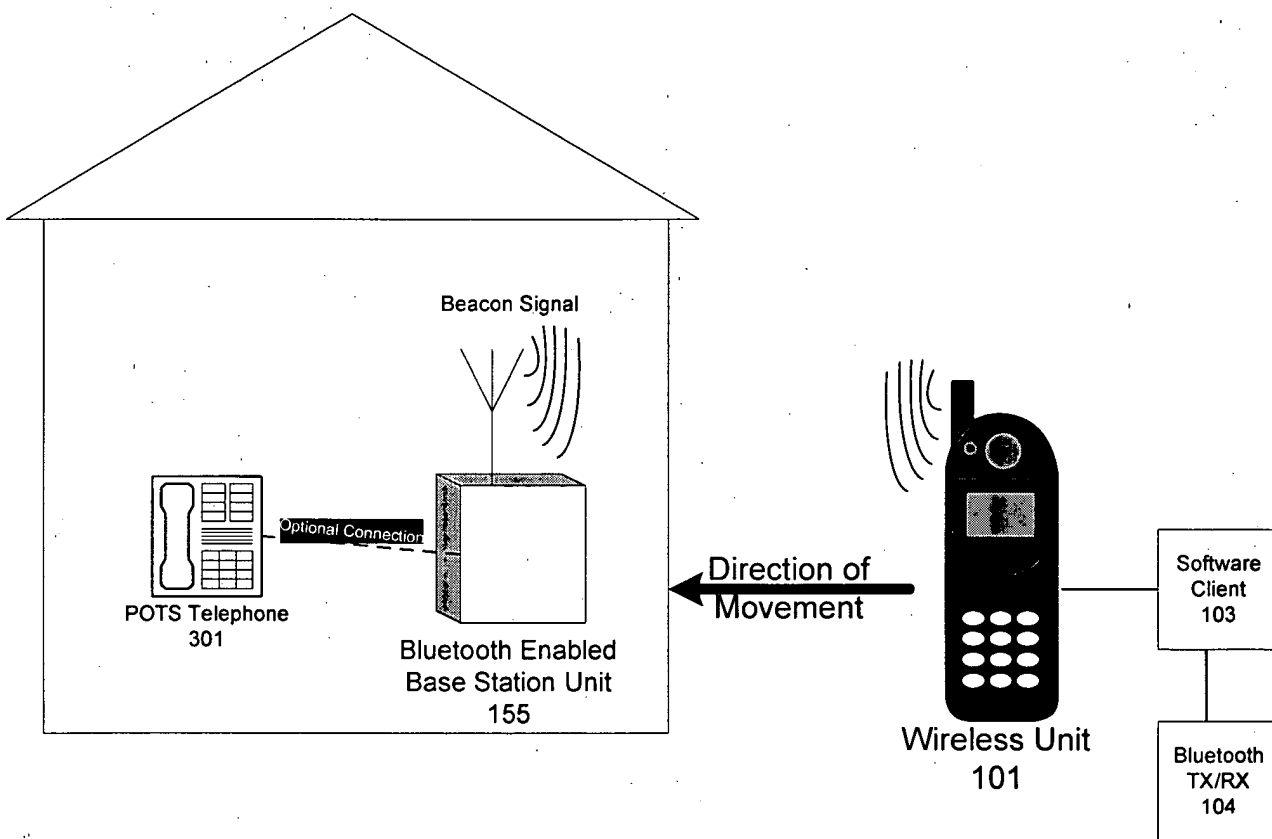 Beacon Signal
Optional Connection
POTS Telephone
301
Bluetooth Enabled
Base Station Unit
155
Direction of
Movement
Wireless Unit
101
Software
Client
103
Bluetooth
TX/RX
104